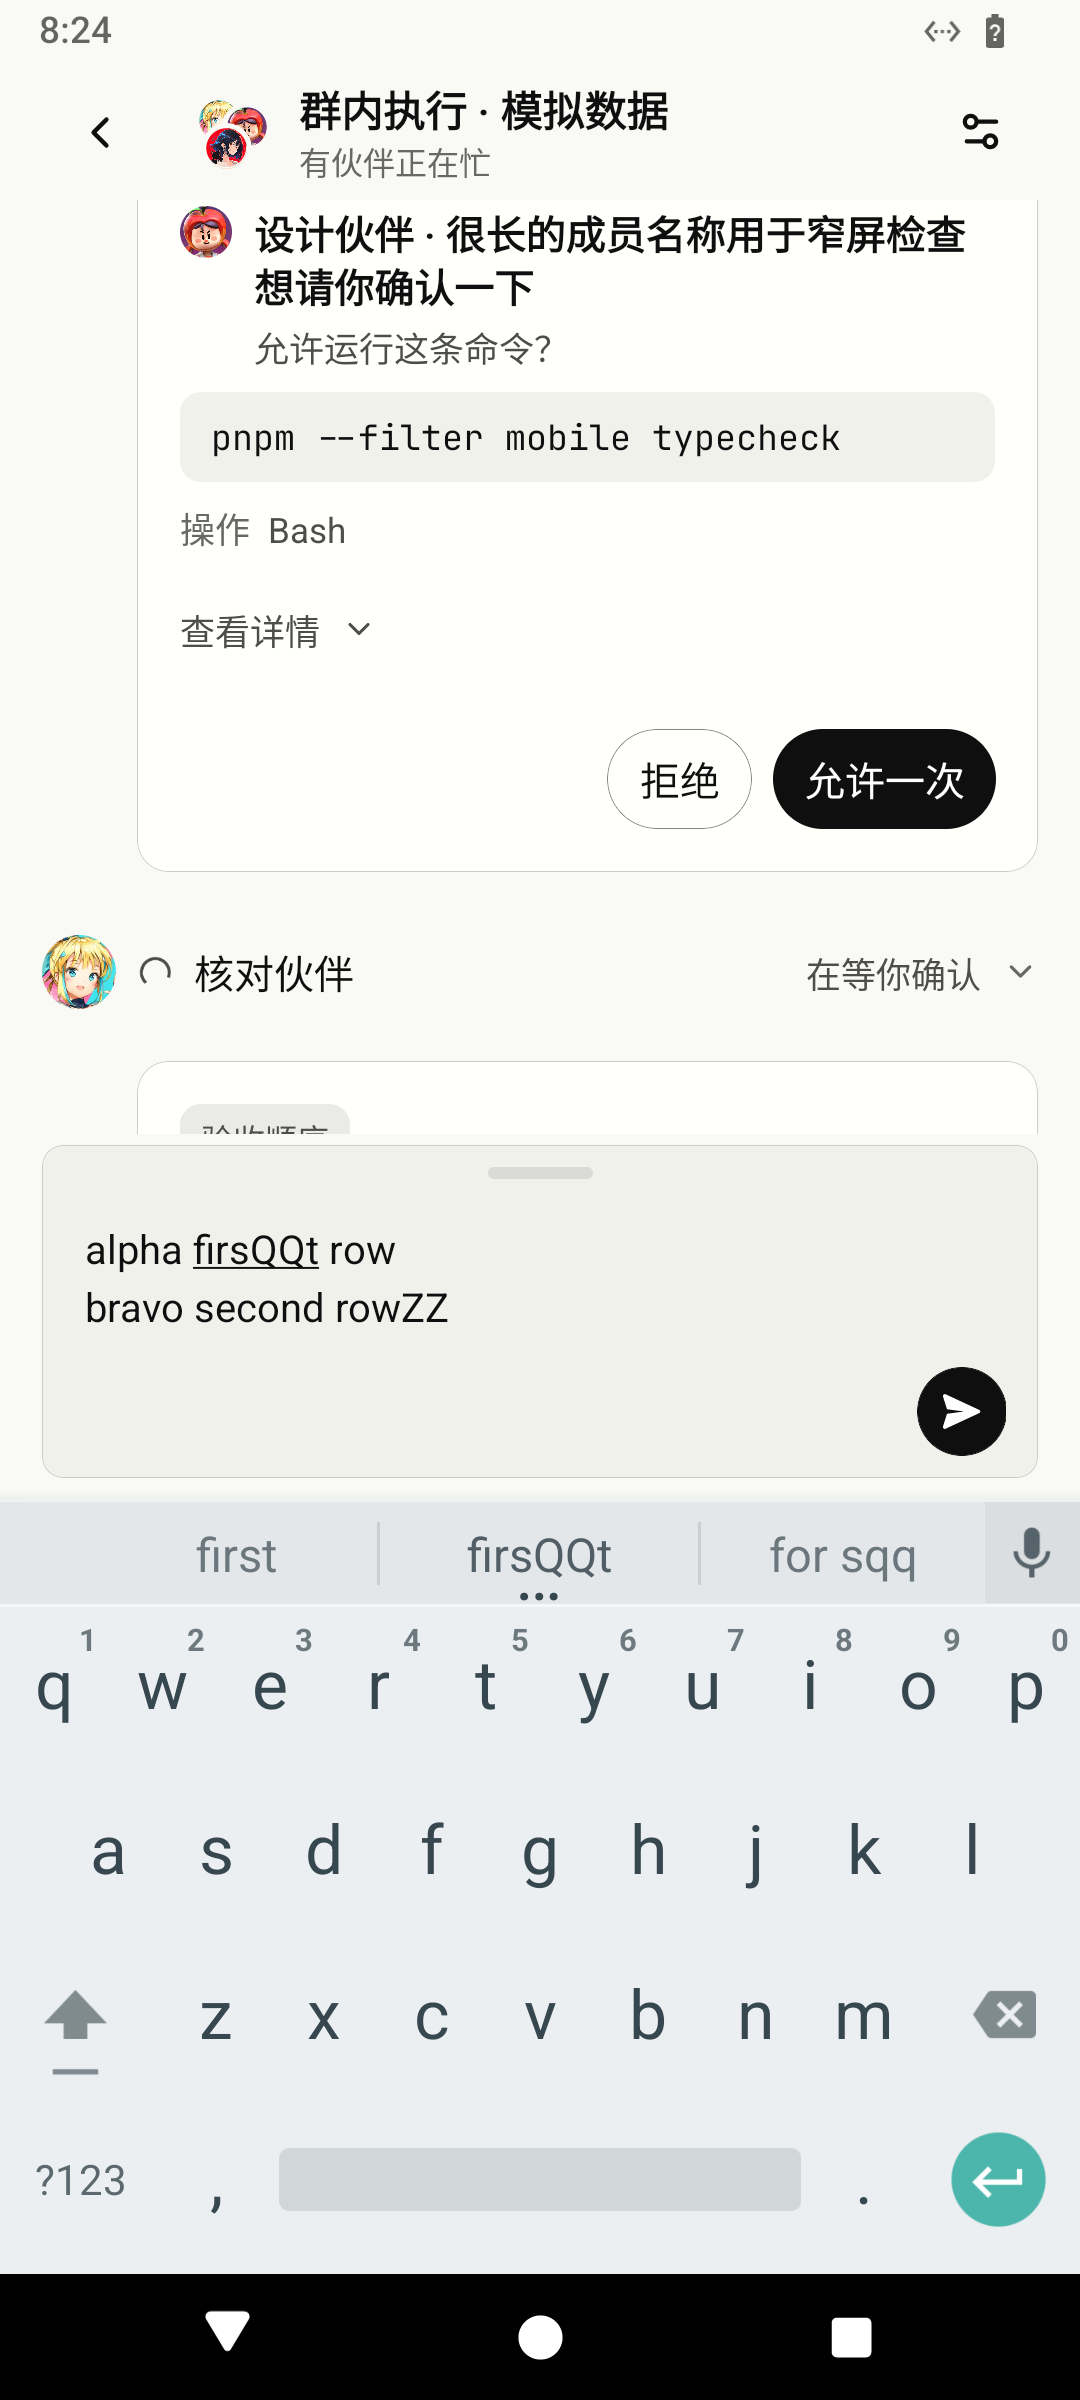 8:24
群内执行 · 模拟数据
有伙伴正在忙
设计伙伴 · 很长的成员名称用于窄屏检查
想请你确认一下
允许运行这条命令?
pnpm --filter mobile typecheck
操作 Bash
查看详情
拒绝 允许一次
核对伙伴 在等你确认
验收顺序
alpha firsQQt row
bravo second rowZZ
first firsQQt for sqq
1 2 3 4 5 6 7 8 9 0
q w e r t y u i o p
a s d f g h j k l
z x c v b n m
?123 , .